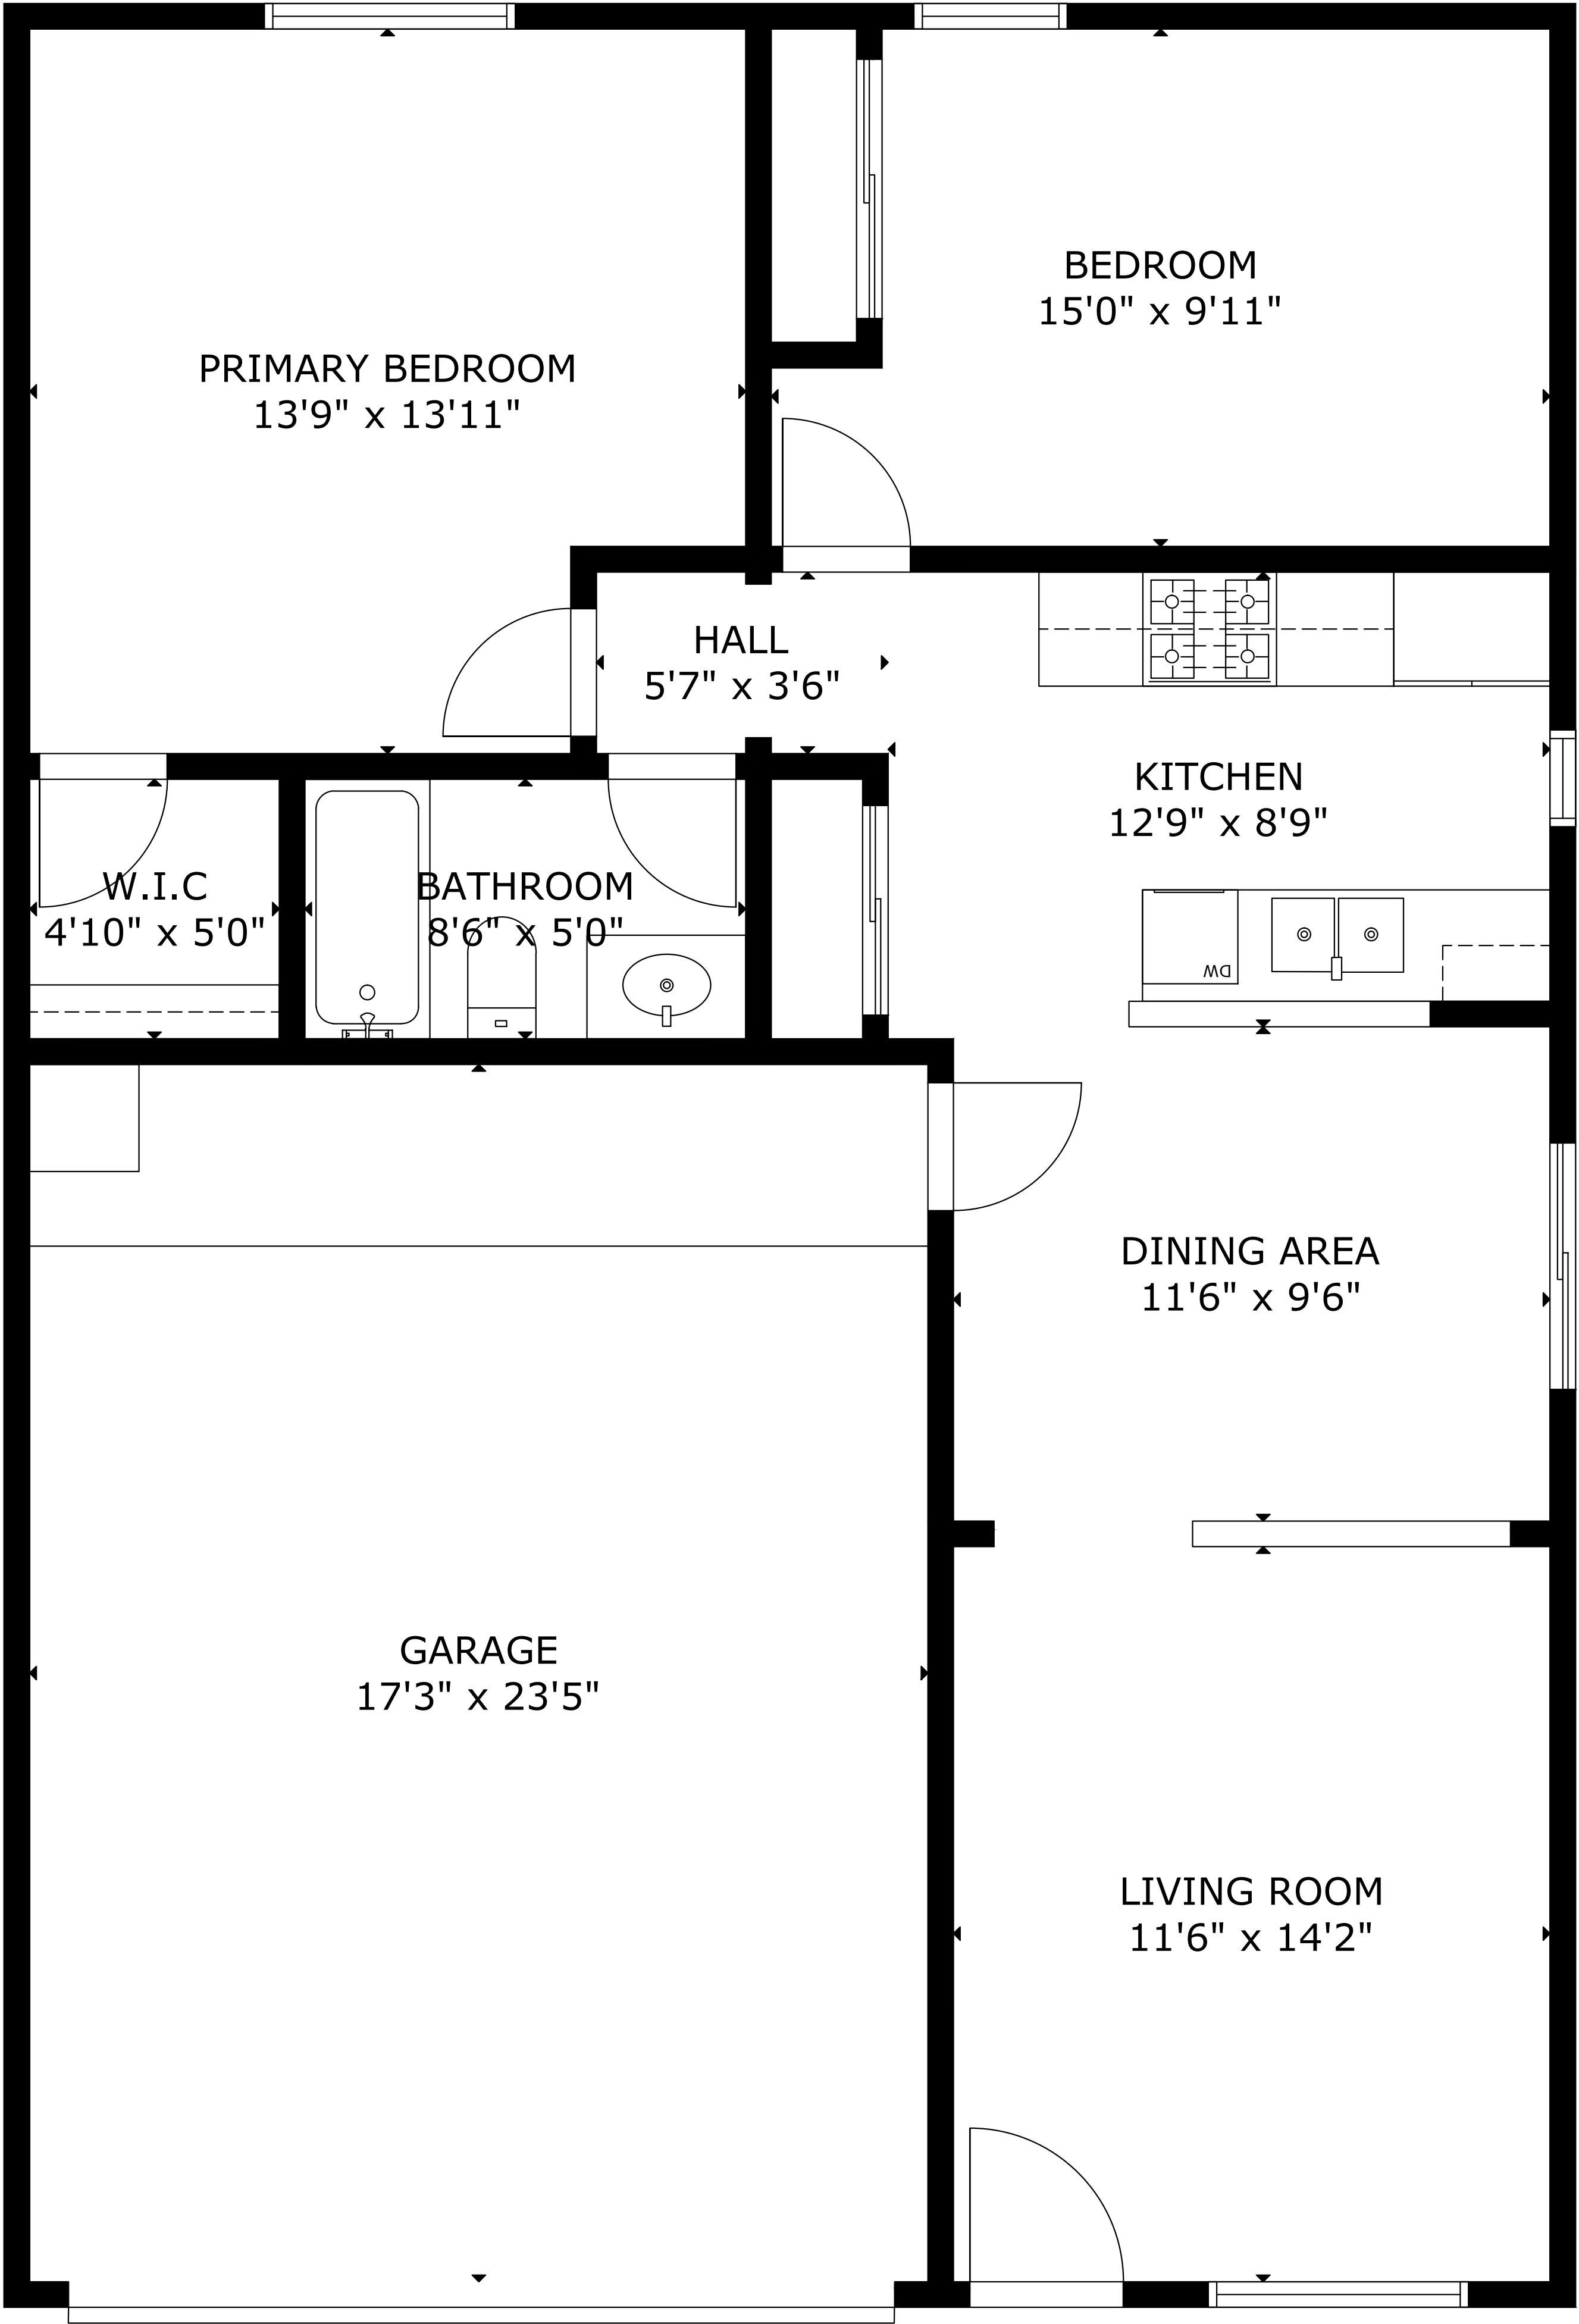 BEDROOM
15'0" x 9'11"
PRIMARY BEDROOM
13'9" x 13'11"
HALL
5'7" x 3'6"
KITCHEN
12'9" x 8'9"
W.I.C
4'10" x 5'0"
BATHROOM
8'6" x 5'0"
DW
DINING AREA
11'6" x 9'6"
GARAGE
17'3" x 23'5"
LIVING ROOM
11'6" x 14'2"